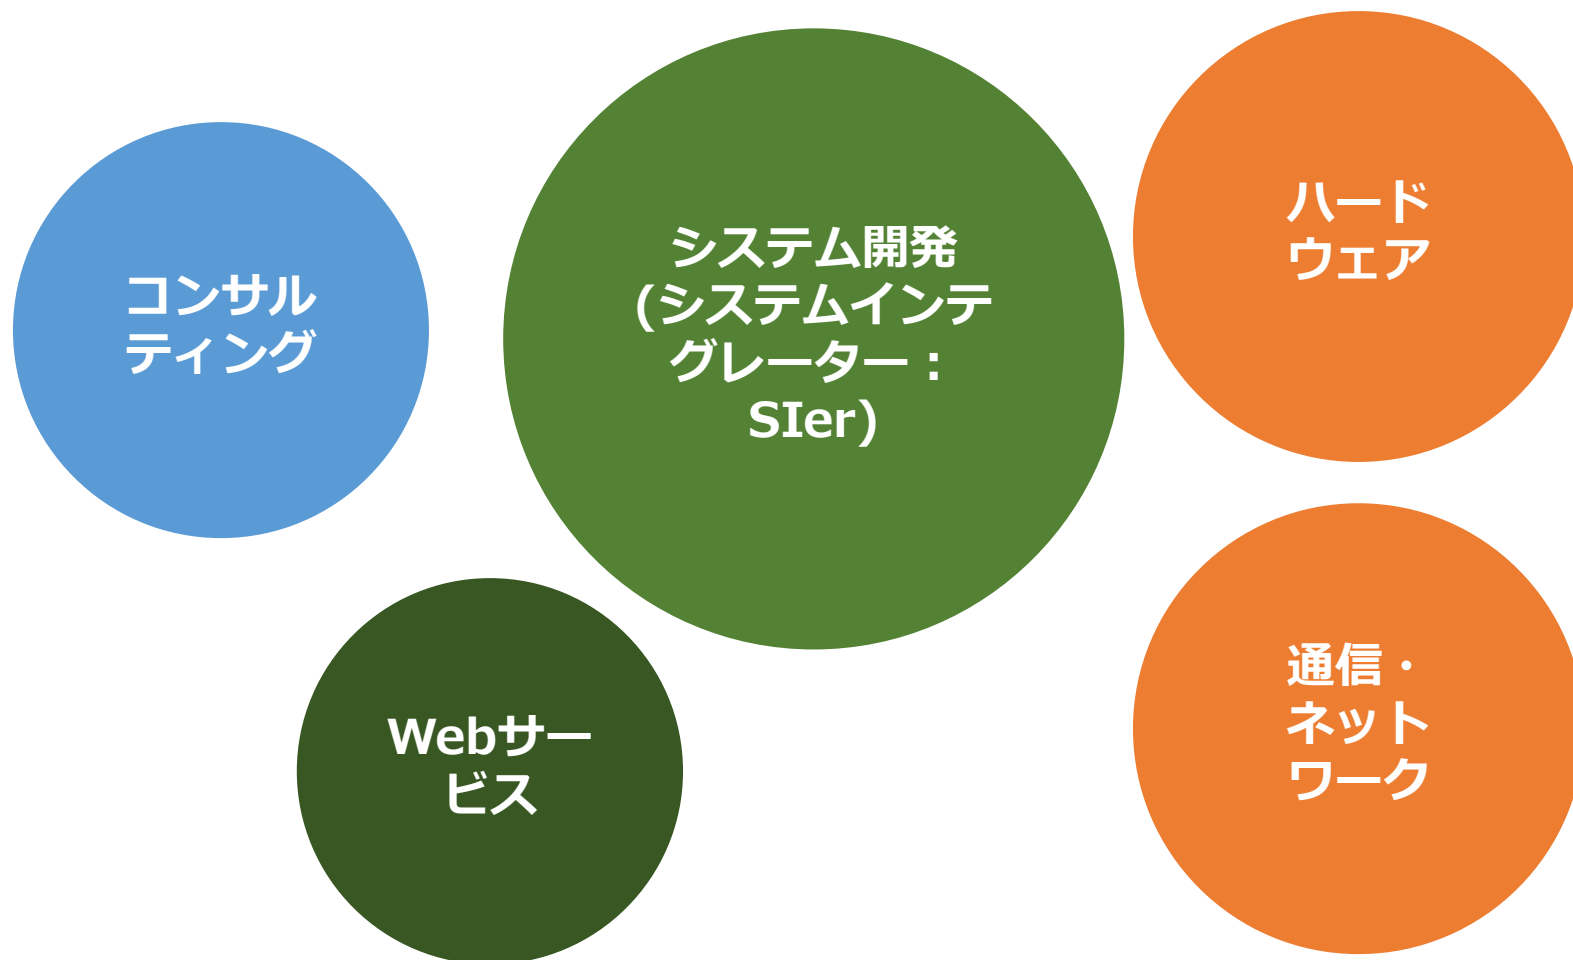 コンサル
ティング
システム開発
(システムインテ
グレーター：
SIer)
ハード
ウェア
Webサー
ビス
通信・
ネット
ワーク